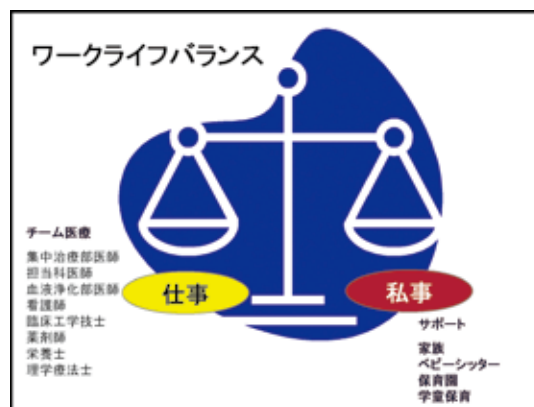 ワークライフバランス
チーム医療
集中治療部医師
担当科医師
血液浄化部医師
看護師
臨床工学技士
薬剤師
栄養士
理学療法士
仕事
私事
サポート
家族
ベビーシッター
保育園
学童保育